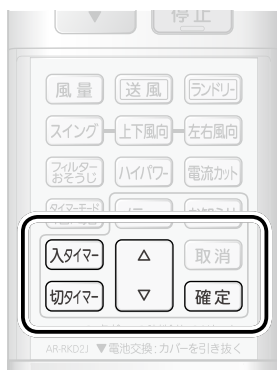 停止
風量 送風 ランドリー
スイング 上下風向 左右風向
フィルター
おそうじ ハイパワー 電流カット
入タイマー △ 取消
切タイマー ▽ 確定
AR-RKD2J ▼電池交換:カバーを引き抜く